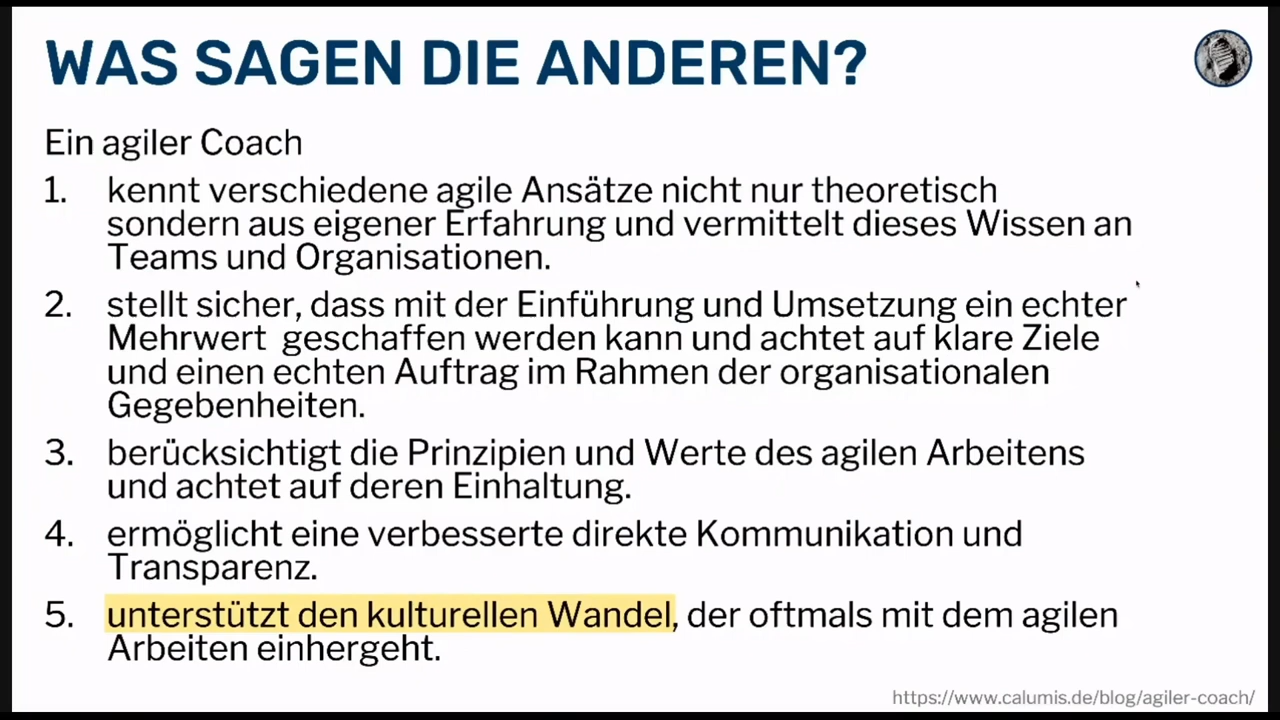 WAS SAGEN DIE ANDEREN?
Ein agiler Coach
1. kennt verschiedene agile Ansätze nicht nur theoretisch
sondern aus eigener Erfahrung und vermittelt dieses Wissen an
Teams und Organisationen.
2. stellt sicher, dass mit der Einführung und Umsetzung ein echter
Mehrwert  geschaffen werden kann und achtet auf klare Ziele
und einen echten Auftrag im Rahmen der organisationalen
Gegebenheiten.
3. berücksichtigt die Prinzipien und Werte des agilen Arbeitens
und achtet auf deren Einhaltung.
4. ermöglicht eine verbesserte direkte Kommunikation und
Transparenz.
5. unterstützt den kulturellen Wandel, der oftmals mit dem agilen
Arbeiten einhergeht.
https://www.calumis.de/blog/agiler-coach/